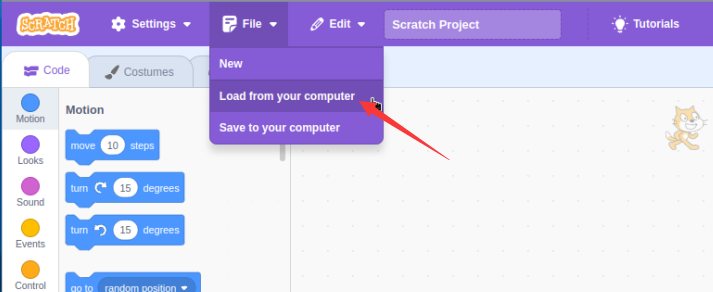 SCRATCH Settings File Edit Scratch Project Tutorials
New
Load from your computer
Save to your computer
Code Costumes
Motion
Looks
Sound
Events
Control
Motion
move 10 steps
turn 15 degrees
turn 15 degrees
go to random position